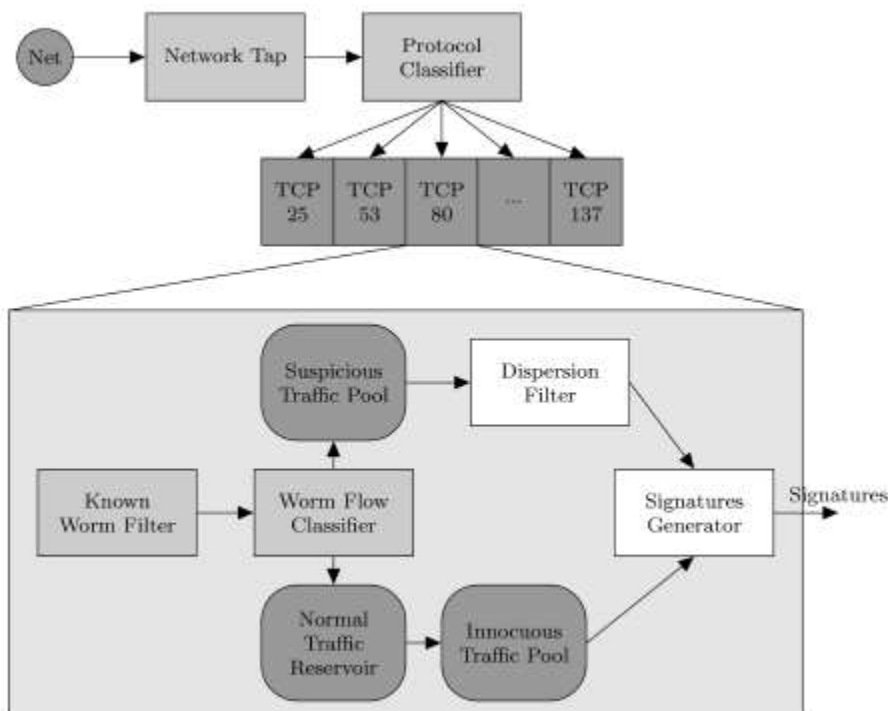 Net
Network Tap
Protocol
Classifier
TCP
25
TCP
53
TCP
80
...
TCP
137
Suspicious
Traffic Pool
Dispersion
Filter
Known
Worm Filter
Worm Flow
Classifier
Signatures
Generator
Signatures
Normal
Traffic
Reservoir
Innocuous
Traffic Pool